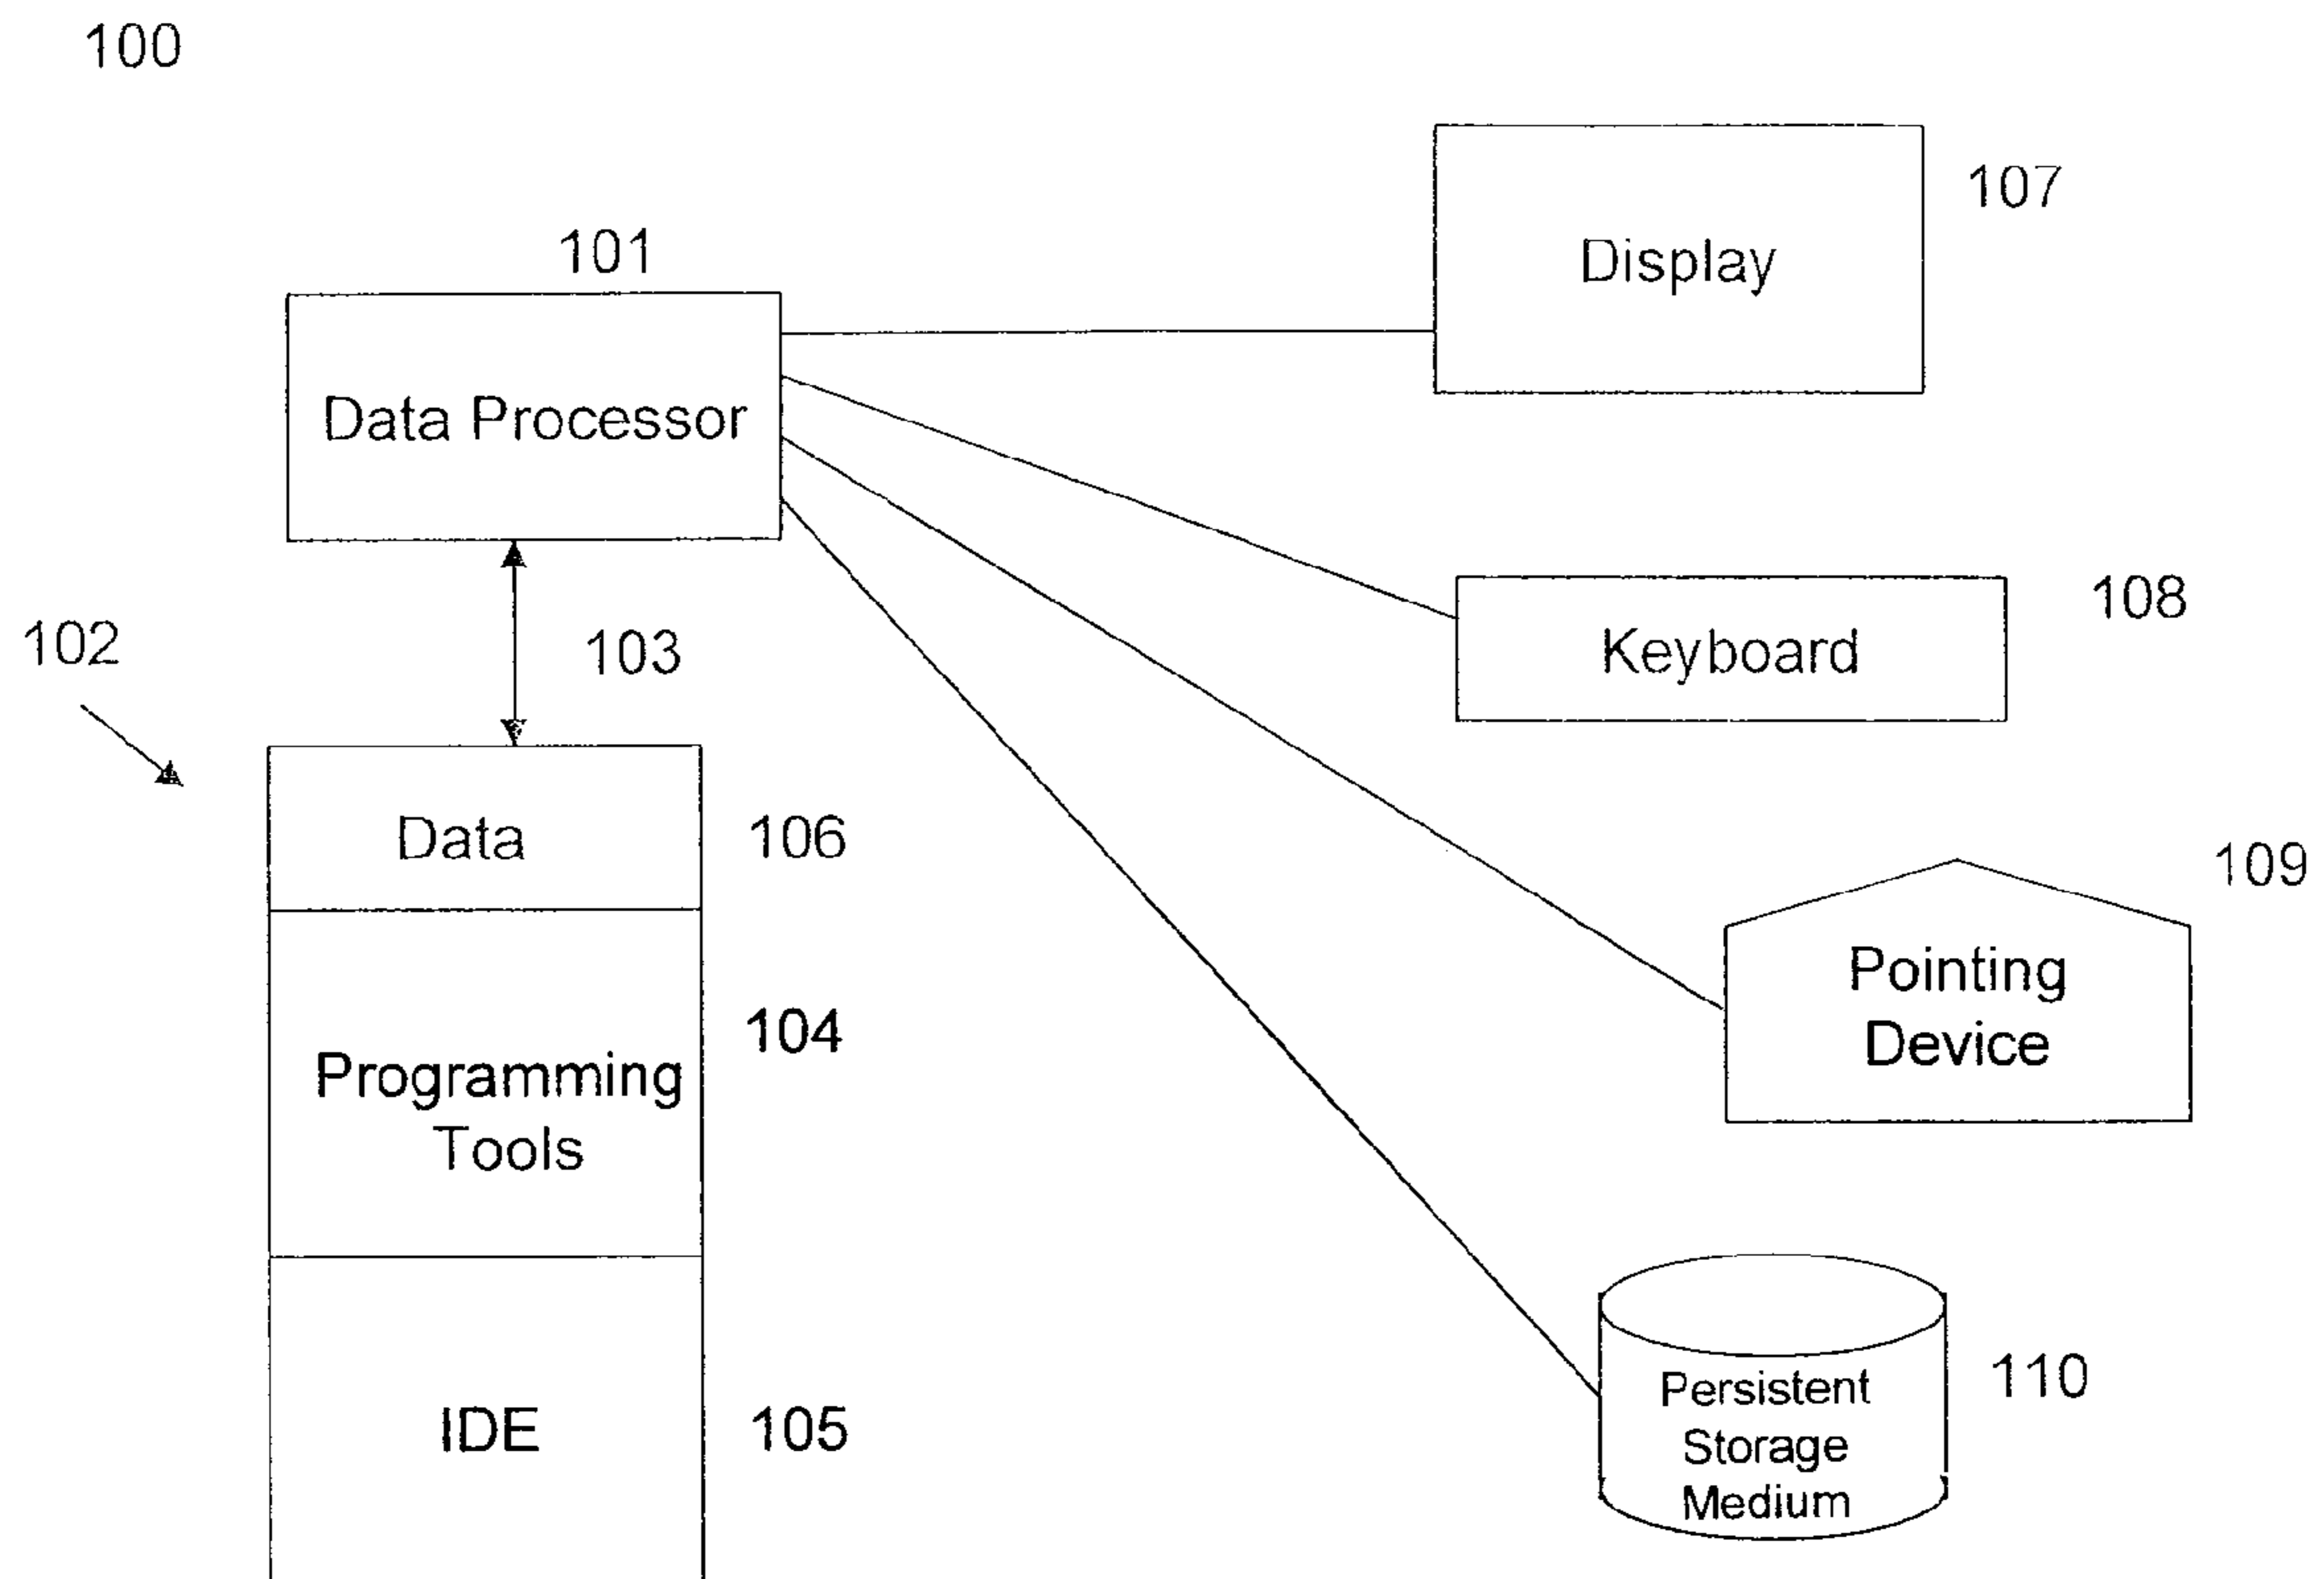 100
107
Display
101
Data Processor
108
Keyboard
102
103
109
Pointing
Device
Data
106
104
Programming
Tools
110
Persistent
Storage
Medium
IDE
105